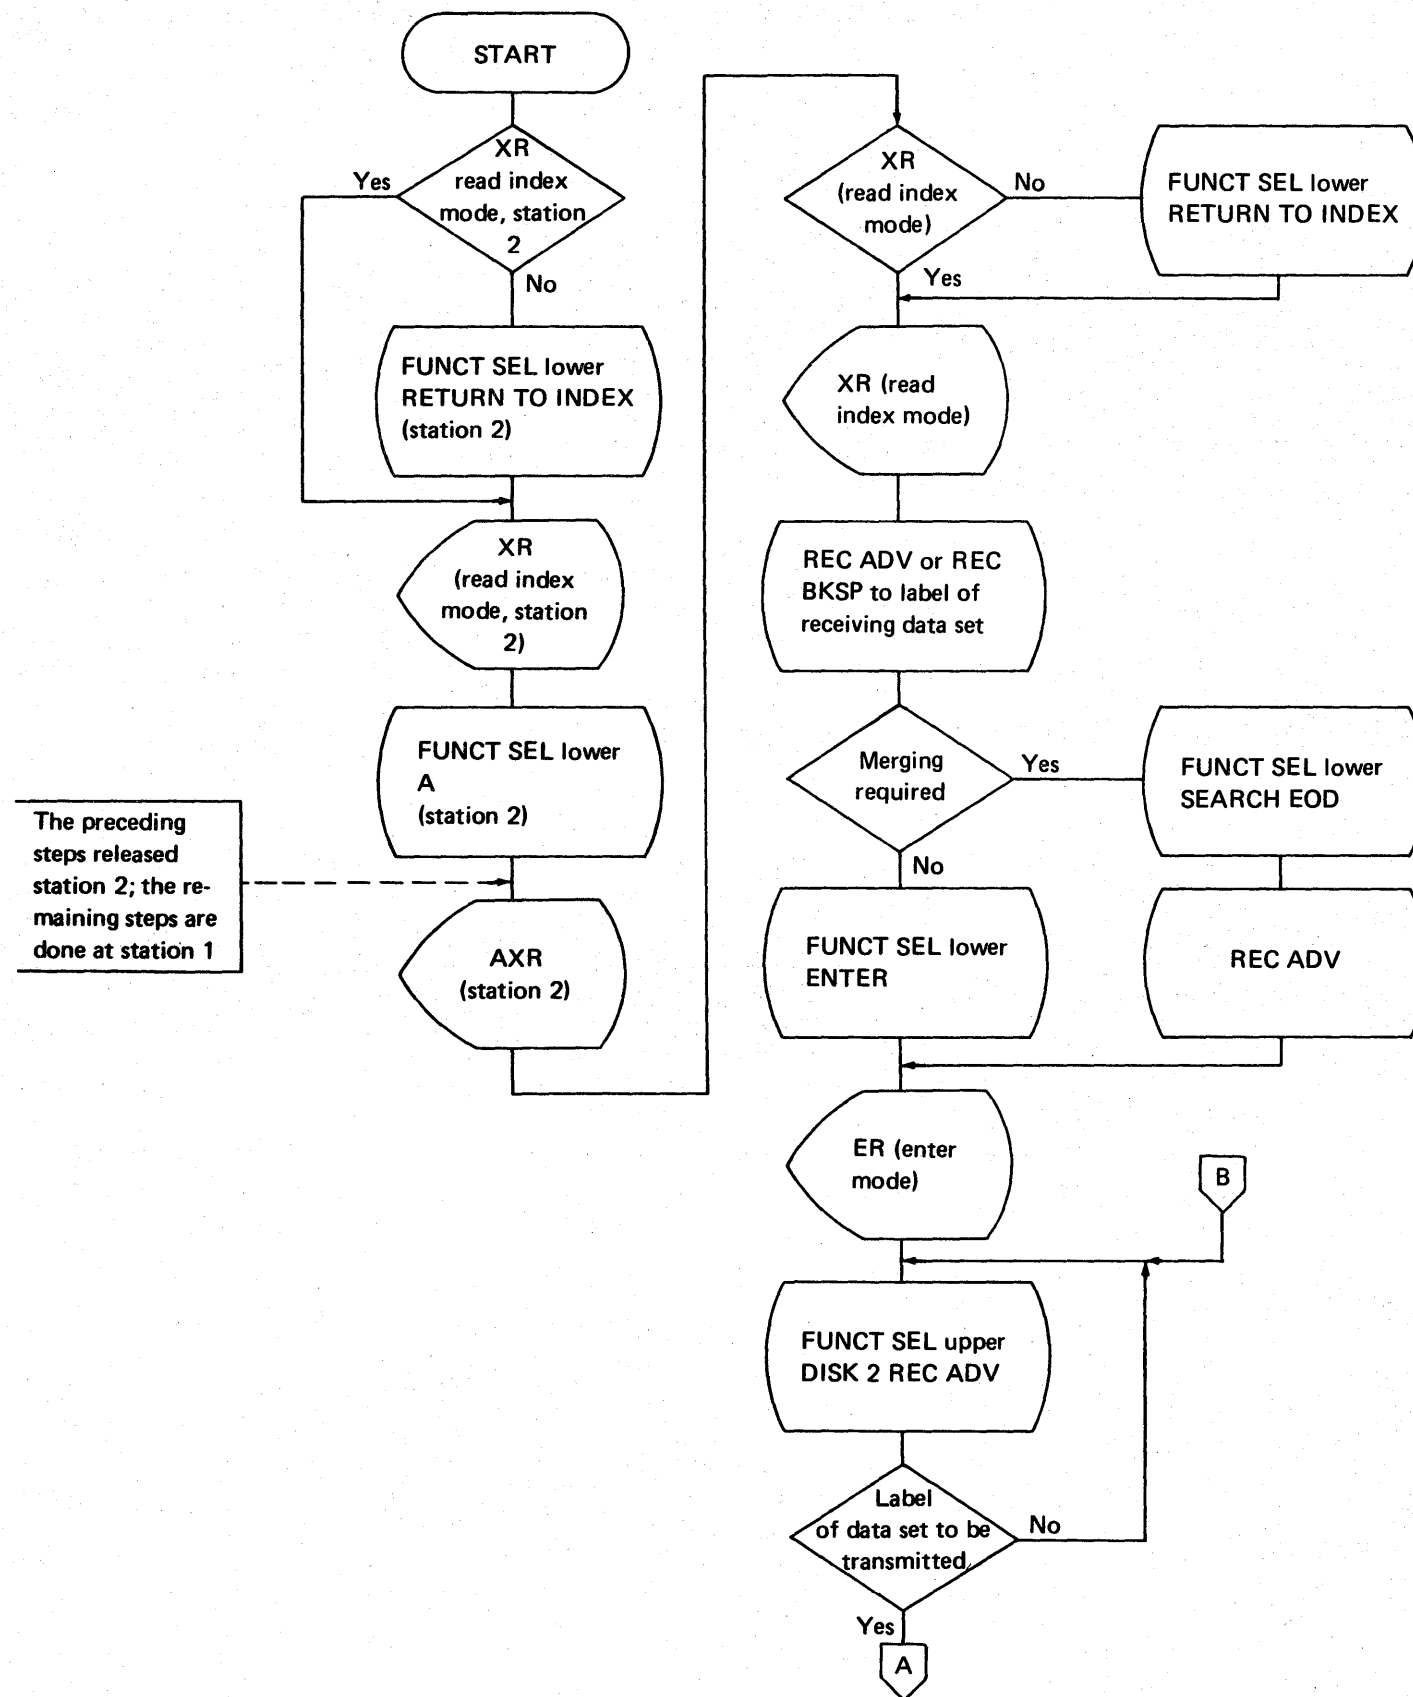 START
XR
read index
mode, station
2
Yes
No
FUNCT SEL lower
RETURN TO INDEX
(station 2)
XR
(read index
mode, station
2)
FUNCT SEL lower
A
(station 2)
The preceding
steps released
station 2; the re-
maining steps are
done at station 1
AXR
(station 2)
XR
(read index
mode)
No
Yes
FUNCT SEL lower
RETURN TO INDEX
XR (read
index mode)
REC ADV or REC
BKSP to label of
receiving data set
Merging
required
Yes
No
FUNCT SEL lower
SEARCH EOD
REC ADV
FUNCT SEL lower
ENTER
ER (enter
mode)
B
FUNCT SEL upper
DISK 2 REC ADV
Label
of data set to be
transmitted
No
Yes
A